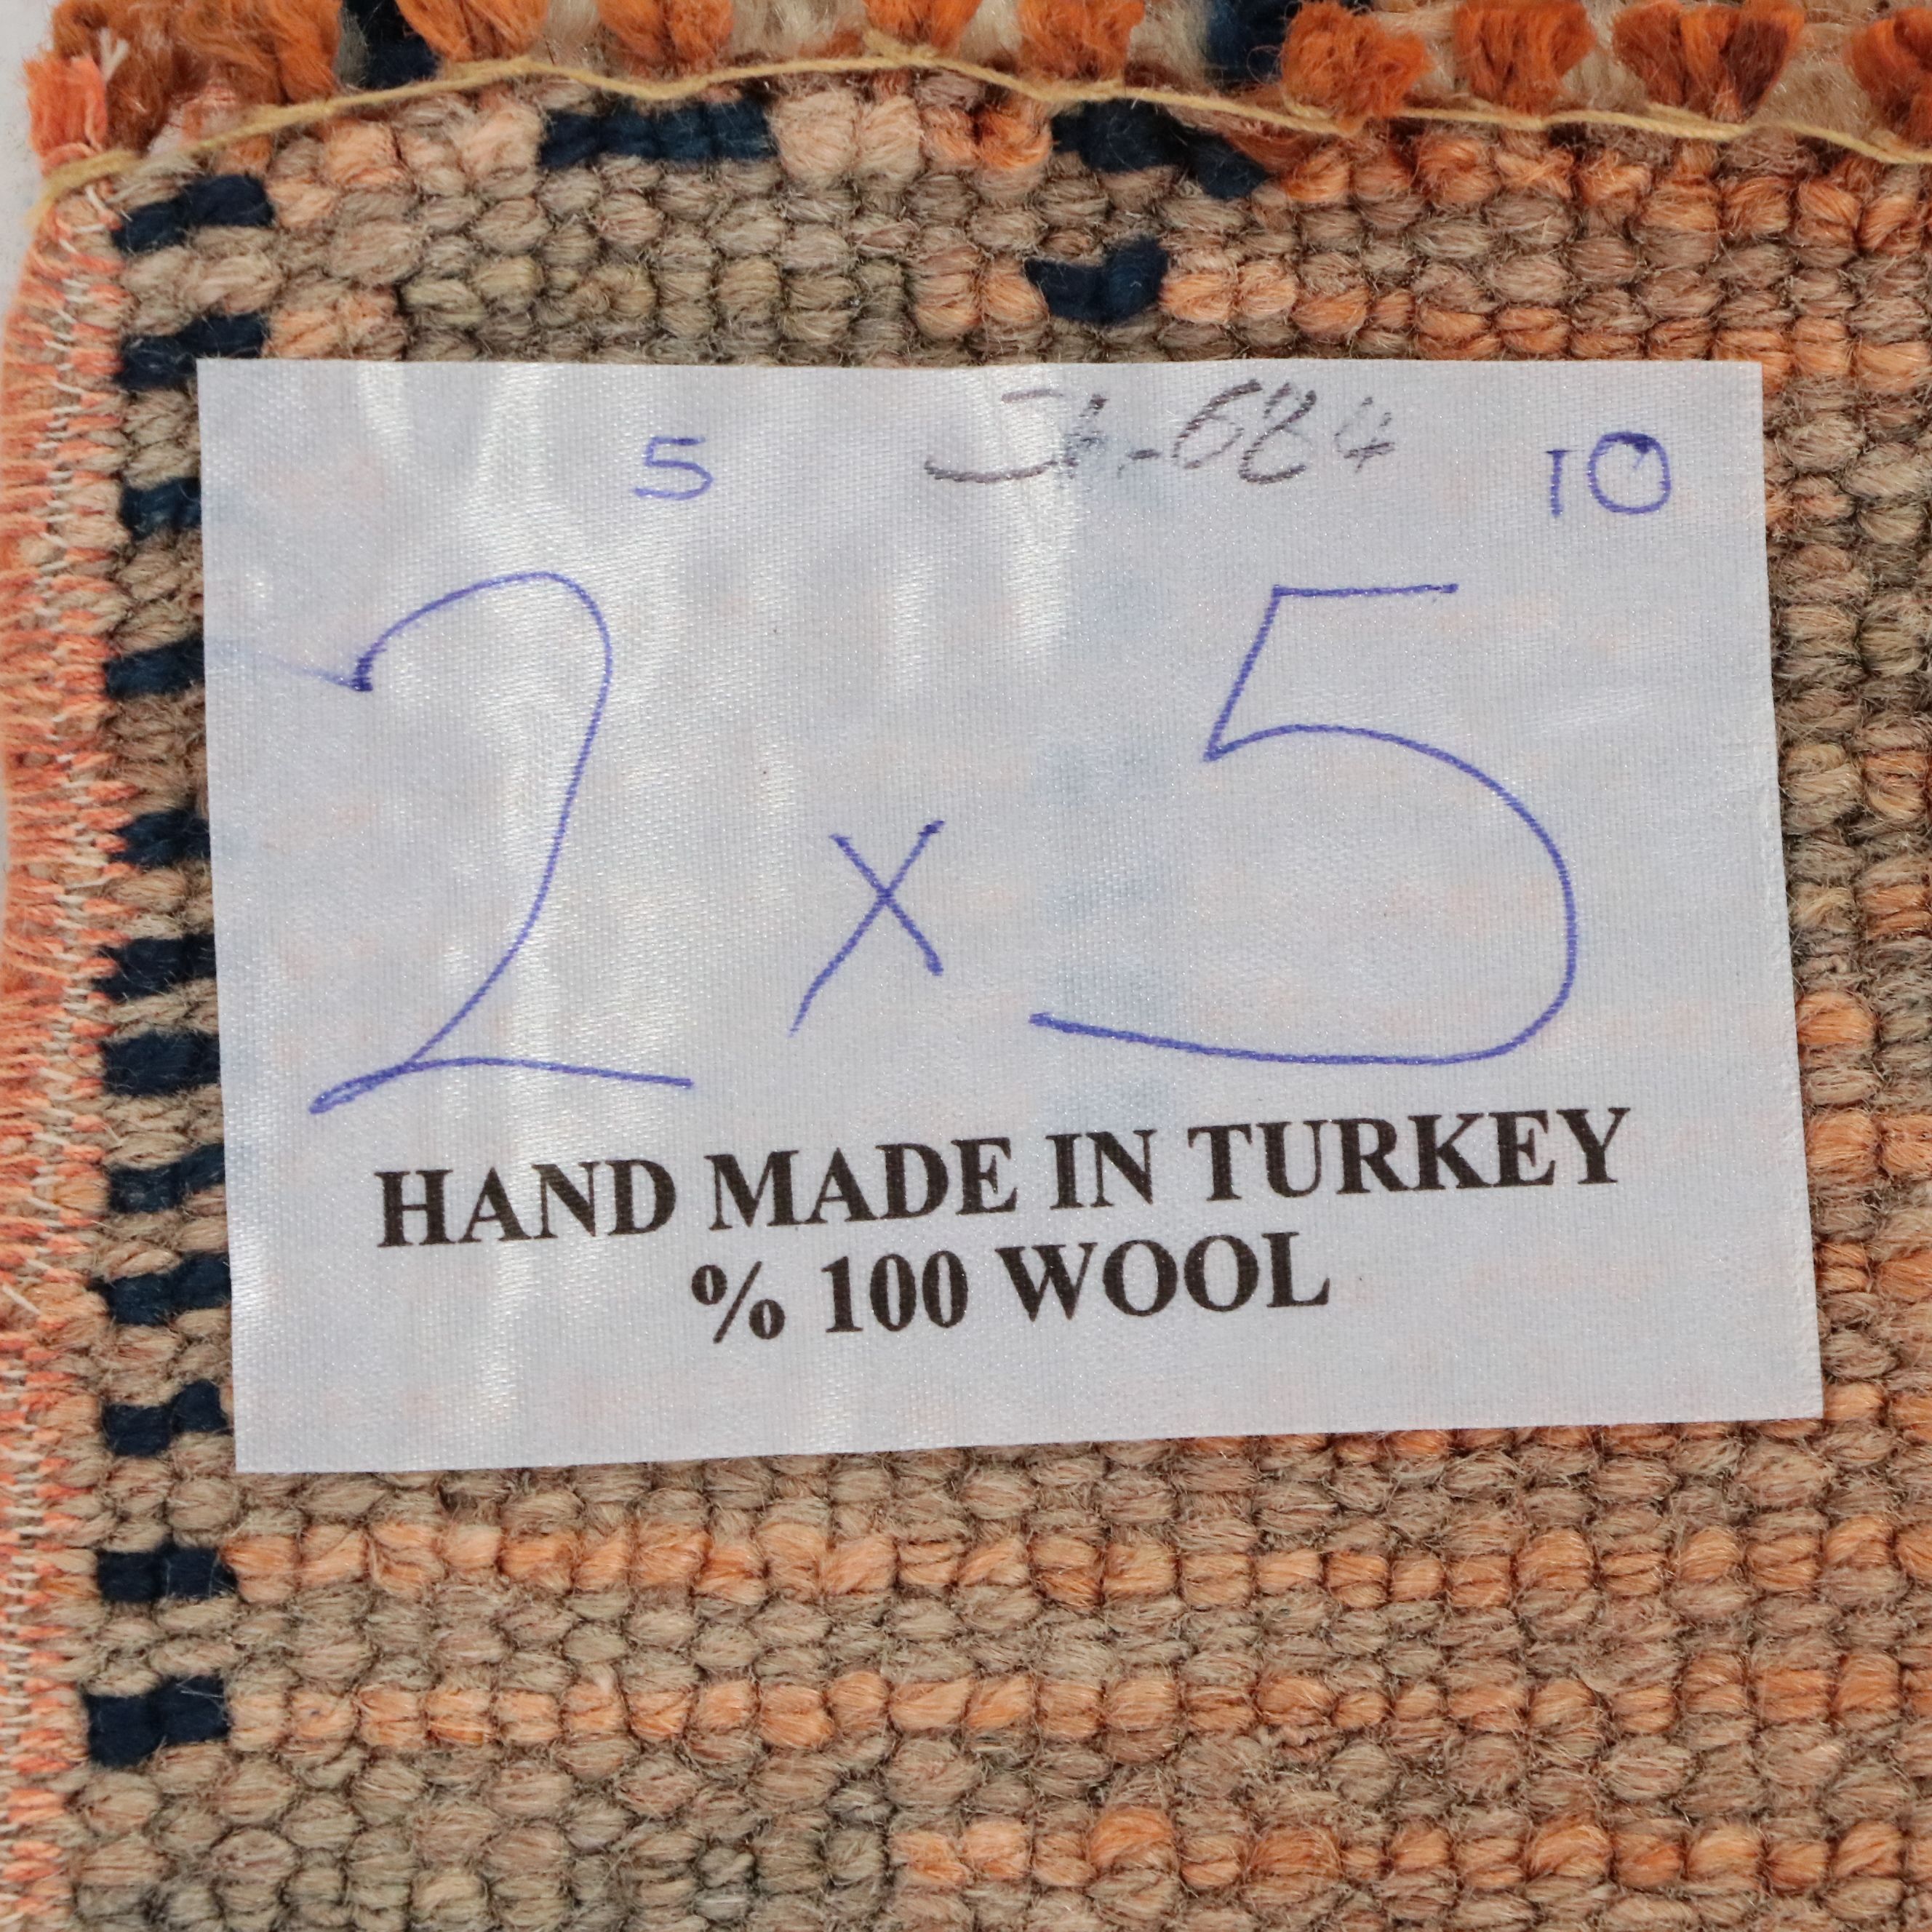 5 10
2 x 5
HAND MADE IN TURKEY
% 100 WOOL